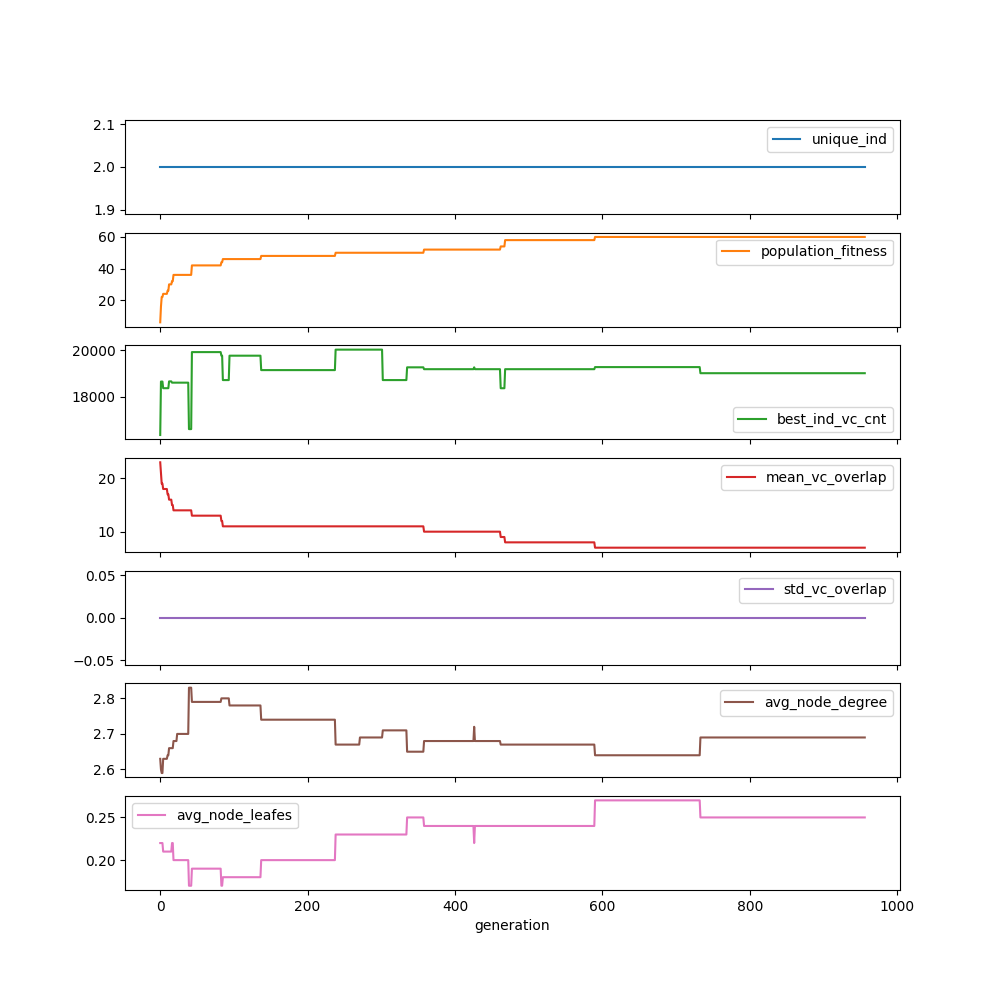 2.1
2.0
1.9
unique_ind
60
40
20
population_fitness
20000
18000
best_ind_vc_cnt
20
10
mean_vc_overlap
0.05
0.00
−0.05
std_vc_overlap
2.8
2.7
2.6
avg_node_degree
0.25
0.20
avg_node_leafes
0 200 400 600 800 1000
generation